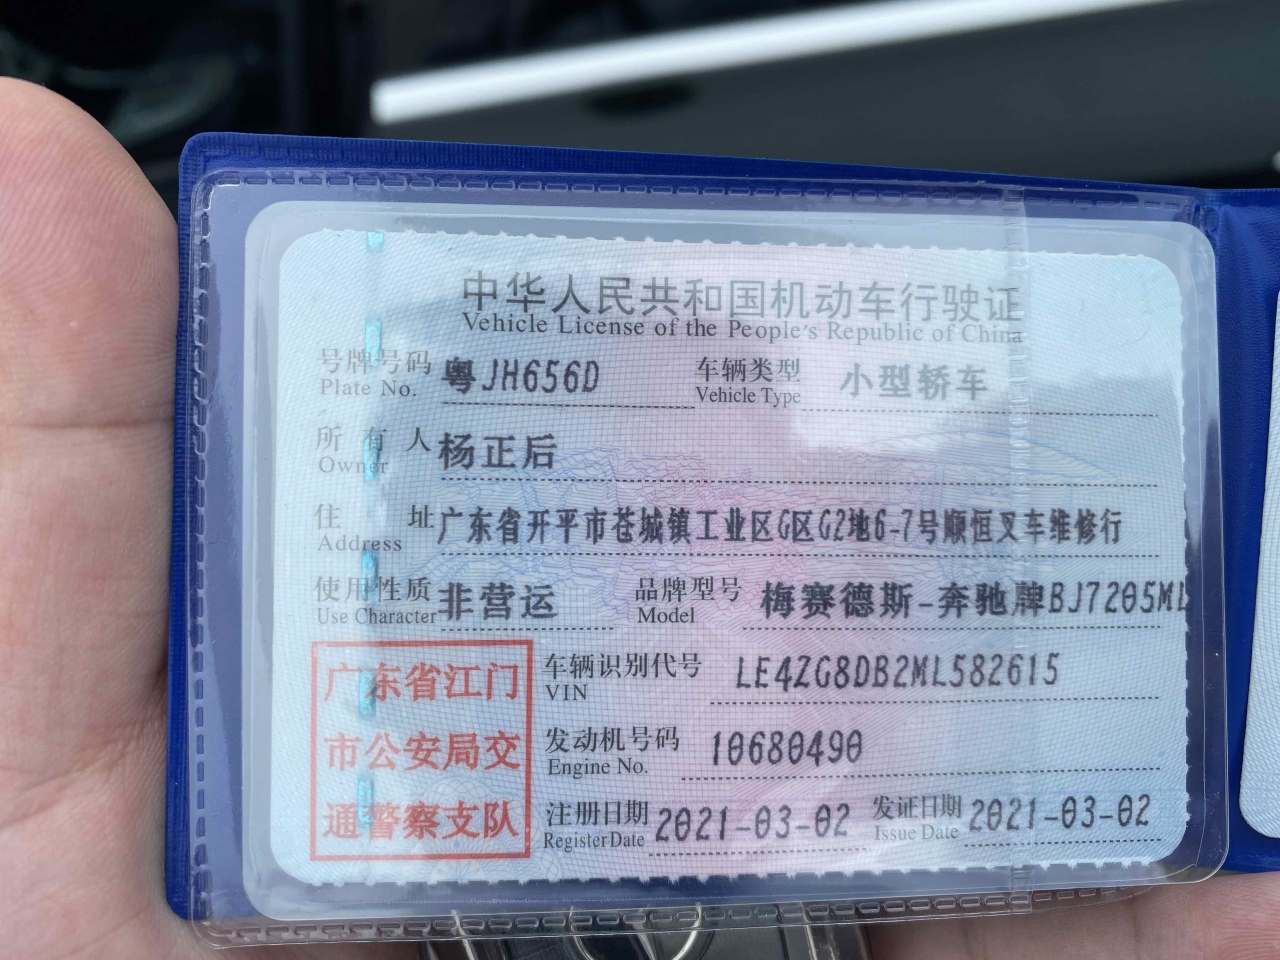 中华人民共和国机动车行驶证
Vehicle License of the People's Republic of China
号牌号码 粤JH656D 车辆类型 小型轿车
Plate No. Vehicle Type
所有人 杨正后
Owner
住址 广东省开平市苍城镇工业区G区G2地6-7号顺恒叉车维修行
Address
使用性质 非营运 品牌型号 梅赛德斯-奔驰牌BJ7205ML
Use Character Model
广东省江门
市公安局交
通警察支队
车辆识别代号 LE4ZG8DB2ML582615
VIN
发动机号码 10680490
Engine No.
注册日期 2021-03-02 发证日期 2021-03-02
Register Date Issue Date